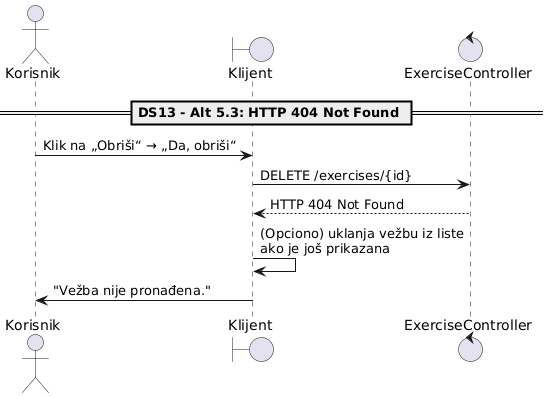 Korisnik
Klijent
ExerciseController
DS13 - Alt 5.3: HTTP 404 Not Found
Klik na „Obriši“ → „Da, obriši“
DELETE /exercises/{id}
HTTP 404 Not Found
(Opciono) uklanja vežbu iz liste
ako je još prikazana
"Vežba nije pronađena."
Korisnik
Klijent
ExerciseController